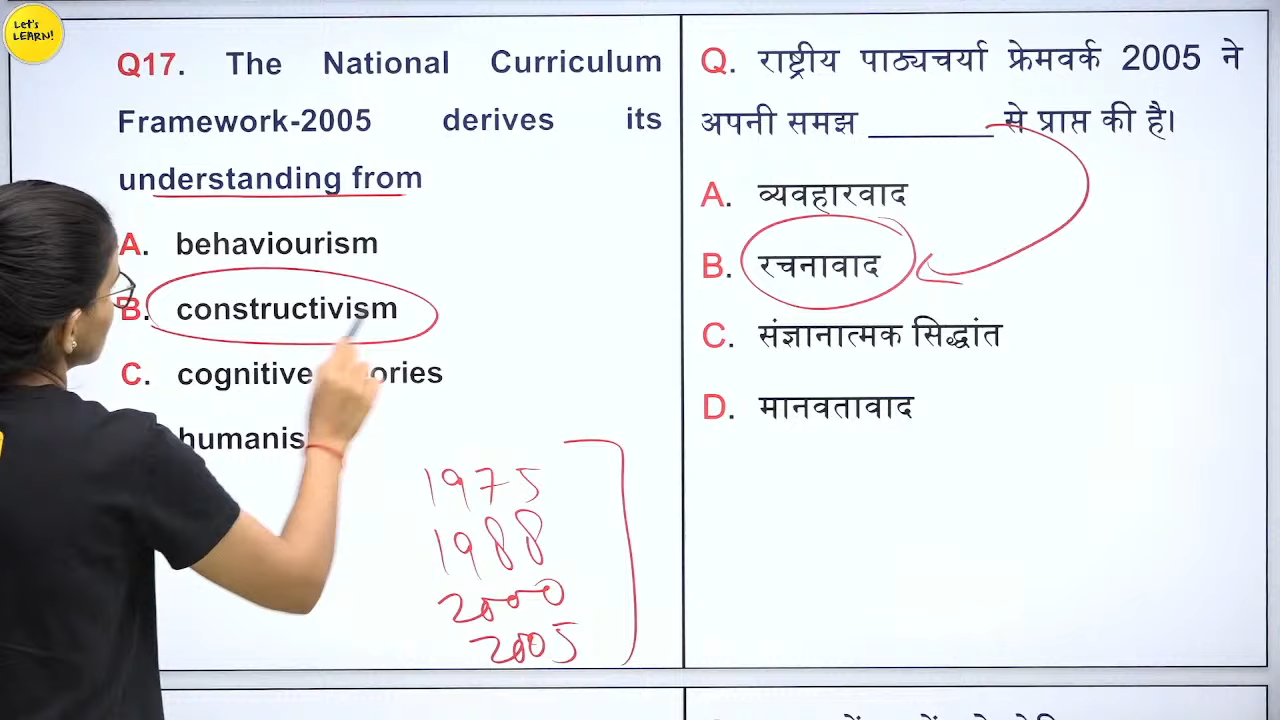 Let's
LEARN!
Q17. The National Curriculum
Framework-2005 derives its
understanding from
A. behaviourism
B. constructivism
C. cognitive
humanis
1975
1988
2000
2005
Q. राष्ट्रीय पाठ्यचर्या फ्रेमवर्क 2005 ने
अपनी समझ ________ से प्राप्त की है।
A. व्यवहारवाद
B. रचनावाद
C. संज्ञानात्मक सिद्धांत
D. मानवतावाद